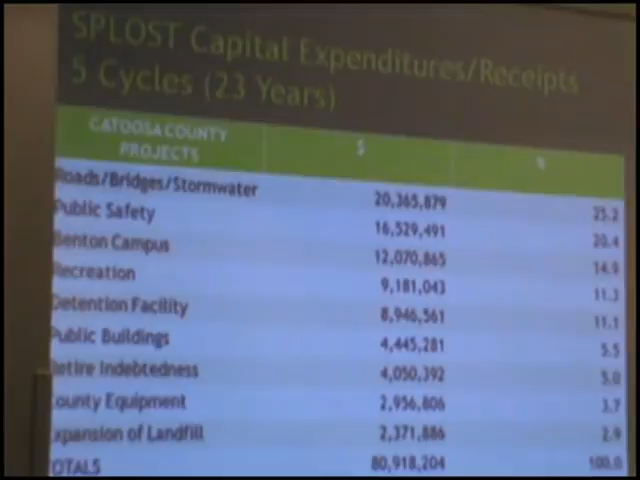 SPLOST Capital Expenditures/Receipts
5 Cycles (23 Years)
CATOOSA COUNTY PROJECTS $ %
Roads/Bridges/Stormwater 20,365,879 25.2
Public Safety 16,529,491 20.4
Benton Campus 12,070,865 14.9
Recreation 9,181,043 11.3
Detention Facility 8,946,561 11.1
Public Buildings 4,445,281 5.5
Retire Indebtedness 4,050,392 5.0
County Equipment 2,956,806 3.7
Expansion of Landfill 2,371,886 2.9
TOTALS 80,918,204 100.0